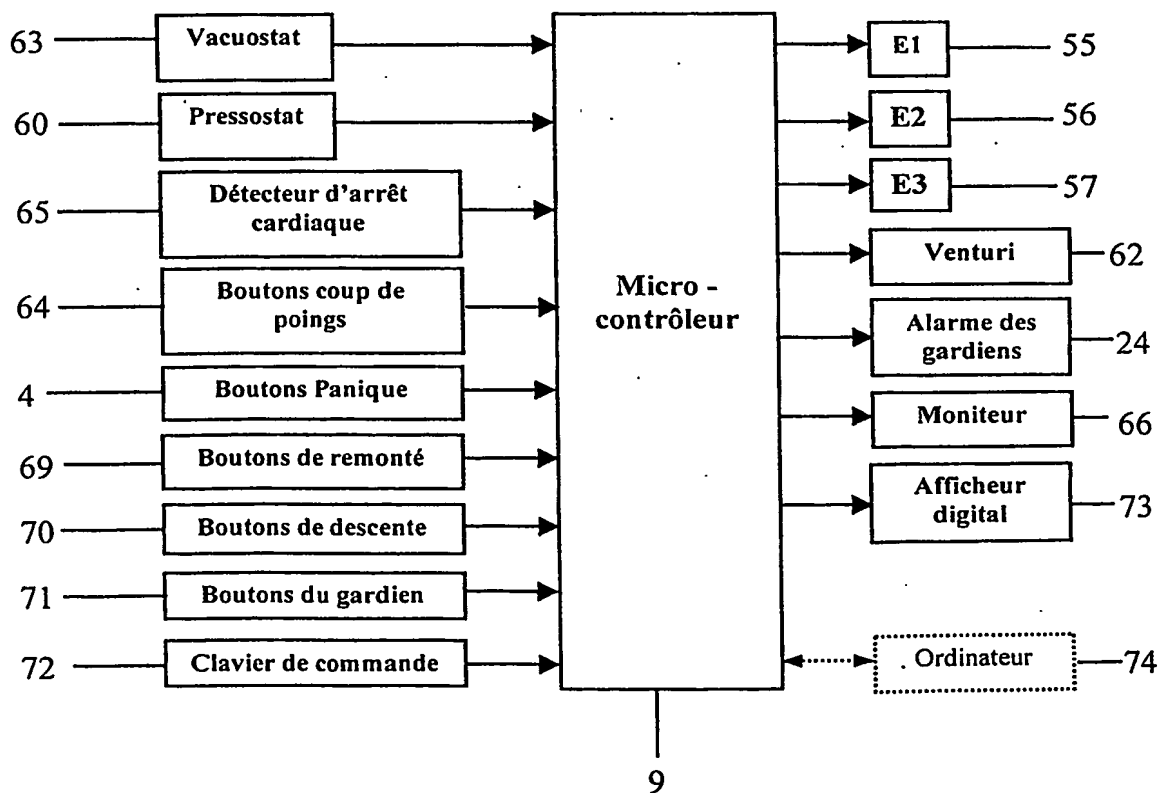 63
Vacuostat
60
Pressostat
65
Détecteur d'arrêt
cardiaque
64
Boutons coup de
poings
4
Boutons Panique
69
Boutons de remonté
70
Boutons de descente
71
Boutons du gardien
72
Clavier de commande
Micro -
contrôleur
9
E1
55
E2
56
E3
57
Venturi
62
Alarme des
gardiens
24
Moniteur
66
Afficheur
digital
73
Ordinateur
74